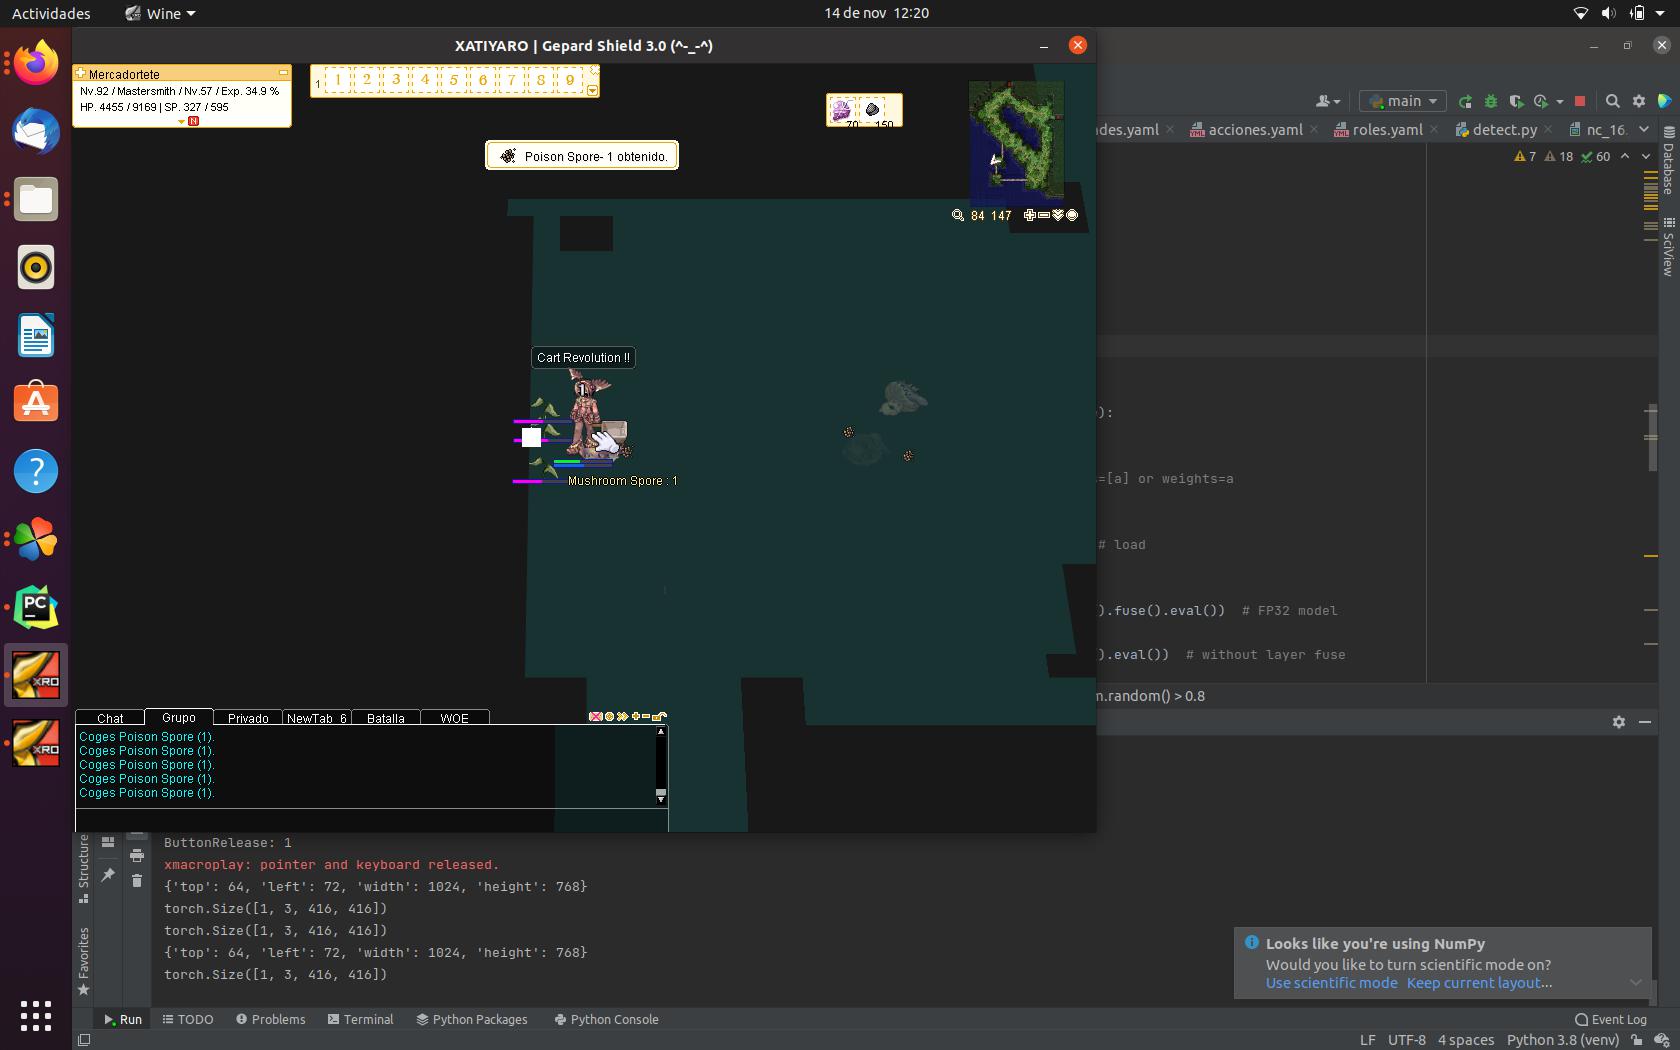 Actividades
Wine
14 de nov 12:20
XATIYARO | Gepard Shield 3.0 (^-_-^)
Mercadortete
Nv.92 / Mastersmith / Nv.57 / Exp. 34.9 %
HP. 4455 / 9169 | SP. 327 / 595
N
1
1 2 3 4 5 6 7 8 9
70 150
Poison Spore- 1 obtenido.
84 147
Cart Revolution !!
1
Mushroom Spore : 1
Chat Grupo Privado NewTab_6 Batalla WOE
Coges Poison Spore (1).
Coges Poison Spore (1).
Coges Poison Spore (1).
Coges Poison Spore (1).
Coges Poison Spore (1).
main
des.yaml acciones.yaml roles.yaml detect.py nc_16.
7 18 60
Database
SciView
):
=[a] or weights=a
# load
).fuse().eval()) # FP32 model
).eval()) # without layer fuse
m.random() > 0.8
PC
XRO
XRO
Structure
Favorites
ButtonRelease: 1
xmacroplay: pointer and keyboard released.
{'top': 64, 'left': 72, 'width': 1024, 'height': 768}
torch.Size([1, 3, 416, 416])
torch.Size([1, 3, 416, 416])
{'top': 64, 'left': 72, 'width': 1024, 'height': 768}
torch.Size([1, 3, 416, 416])
Looks like you're using NumPy
Would you like to turn scientific mode on?
Use scientific mode Keep current layout...
Run TODO Problems Terminal Python Packages Python Console
Event Log
LF UTF-8 4 spaces Python 3.8 (venv)